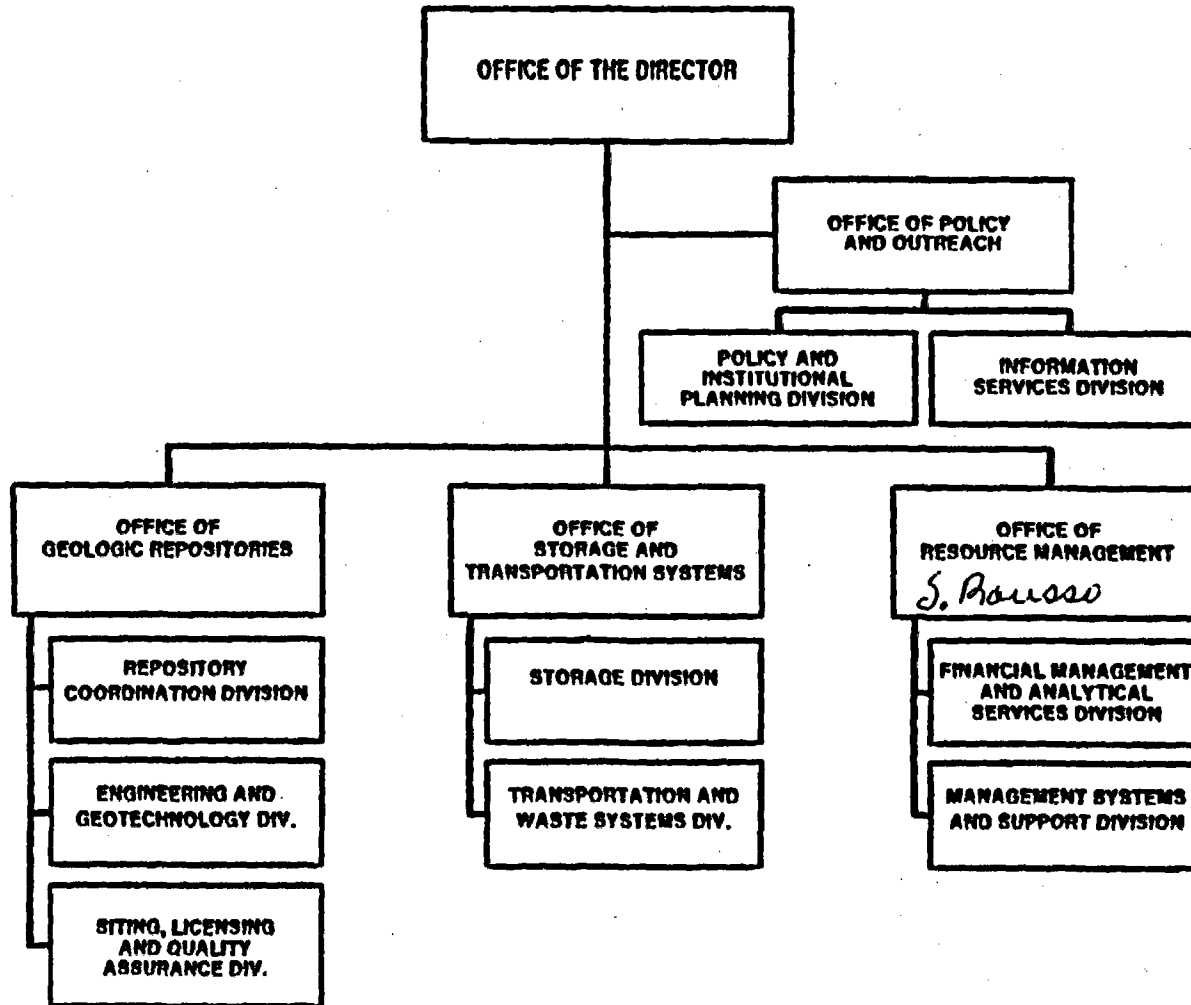 OFFICE OF THE DIRECTOR
OFFICE OF POLICY
AND OUTREACH
POLICY AND
INSTITUTIONAL
PLANNING DIVISION
INFORMATION
SERVICES DIVISION
OFFICE OF
GEOLOGIC REPOSITORIES
OFFICE OF
STORAGE AND
TRANSPORTATION SYSTEMS
OFFICE OF
RESOURCE MANAGEMENT
S. Rousso
REPOSITORY
COORDINATION DIVISION
STORAGE DIVISION
FINANCIAL MANAGEMENT
AND ANALYTICAL
SERVICES DIVISION
ENGINEERING AND
GEOTECHNOLOGY DIV.
TRANSPORTATION AND
WASTE SYSTEMS DIV.
MANAGEMENT SYSTEMS
AND SUPPORT DIVISION
SITING, LICENSING
AND QUALITY
ASSURANCE DIV.